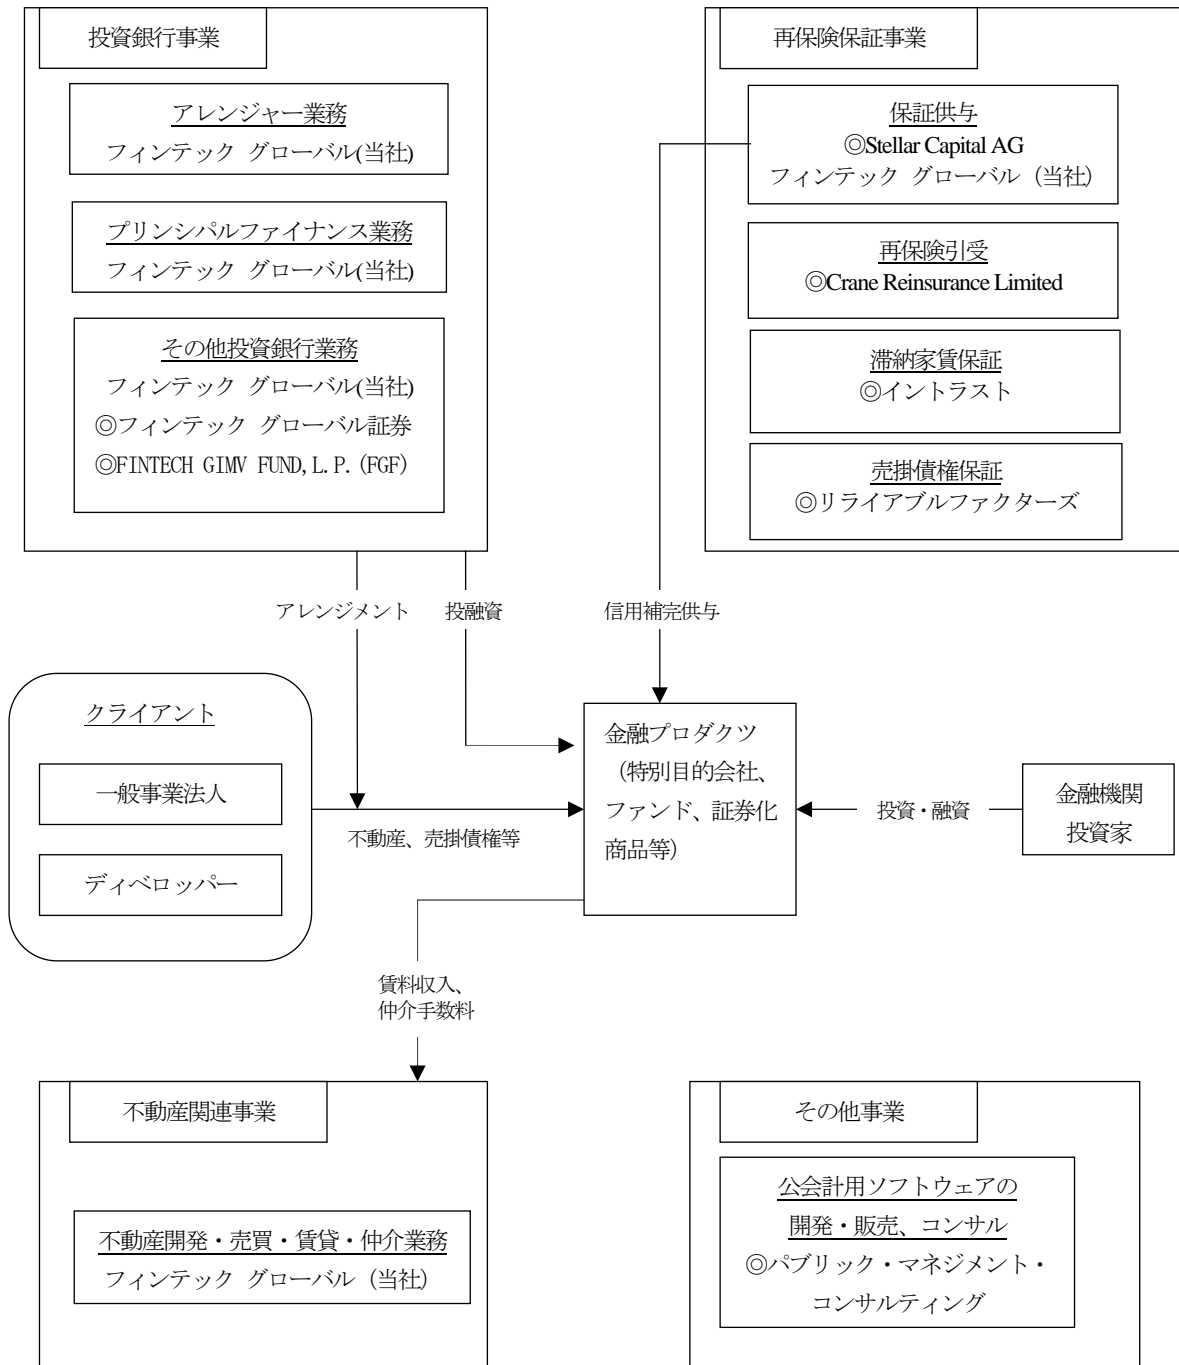 投資銀行事業
アレンジャー業務
フィンテック グローバル(当社)
プリンシパルファイナンス業務
フィンテック グローバル(当社)
その他投資銀行業務
フィンテック グローバル(当社)
◎フィンテック グローバル証券
◎FINTECH GIMV FUND, L. P. (FGF)
再保険保証事業
保証供与
◎Stellar Capital AG
フィンテック グローバル（当社）
再保険引受
◎Crane Reinsurance Limited
滞納家賃保証
◎イントラスト
売掛債権保証
◎リライアブルファクターズ
アレンジメント
投融資
信用補完供与
クライアント
一般事業法人
ディベロッパー
不動産、売掛債権等
金融プロダクツ
（特別目的会社、
ファンド、証券化
商品等）
投資・融資
金融機関
投資家
賃料収入、
仲介手数料
不動産関連事業
不動産開発・売買・賃貸・仲介業務
フィンテック グローバル（当社）
その他事業
公会計用ソフトウェアの
開発・販売、コンサル
◎パブリック・マネジメント・
コンサルティング